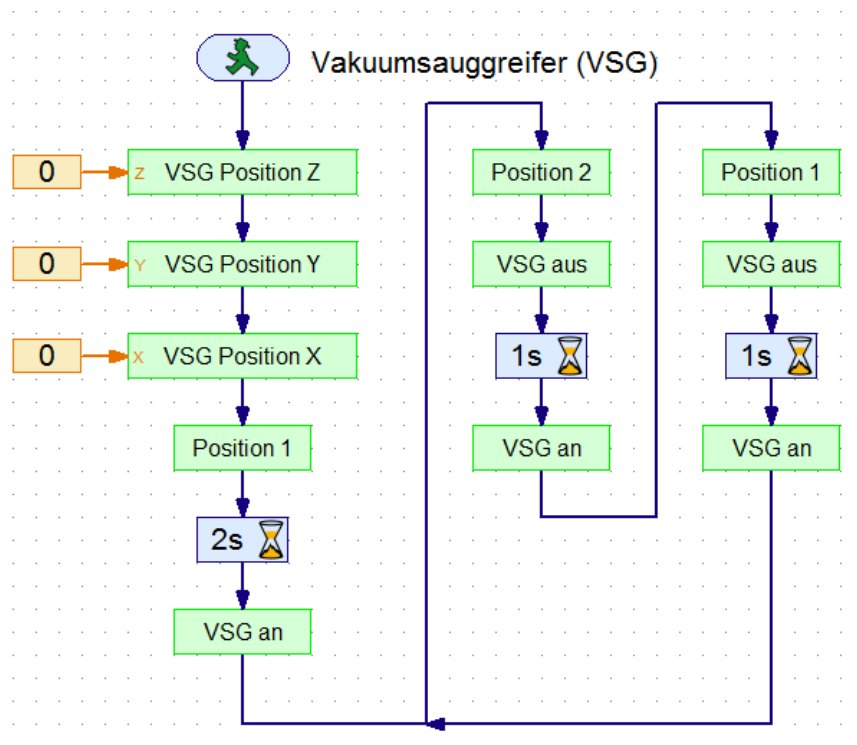 Vakuumsauggreifer (VSG)
0
Z VSG Position Z
0
Y VSG Position Y
0
X VSG Position X
Position 1
2s
VSG an
Position 2
VSG aus
1s
VSG an
Position 1
VSG aus
1s
VSG an